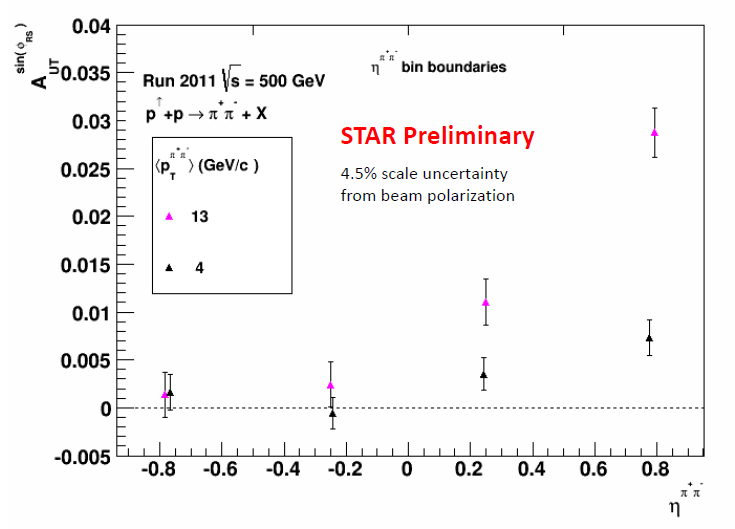 A_UT^sin(ϕ_RS)
0.04
0.035
0.03
0.025
0.02
0.015
0.01
0.005
0
-0.005
Run 2011 √s = 500 GeV
p↑+p → π⁺π⁻ + X
η^π⁺π⁻ bin boundaries
STAR Preliminary
4.5% scale uncertainty
from beam polarization
⟨p_T^π⁺π⁻⟩ (GeV/c )
13
4
-0.8 -0.6 -0.4 -0.2 0 0.2 0.4 0.6 0.8
η^π⁺π⁻